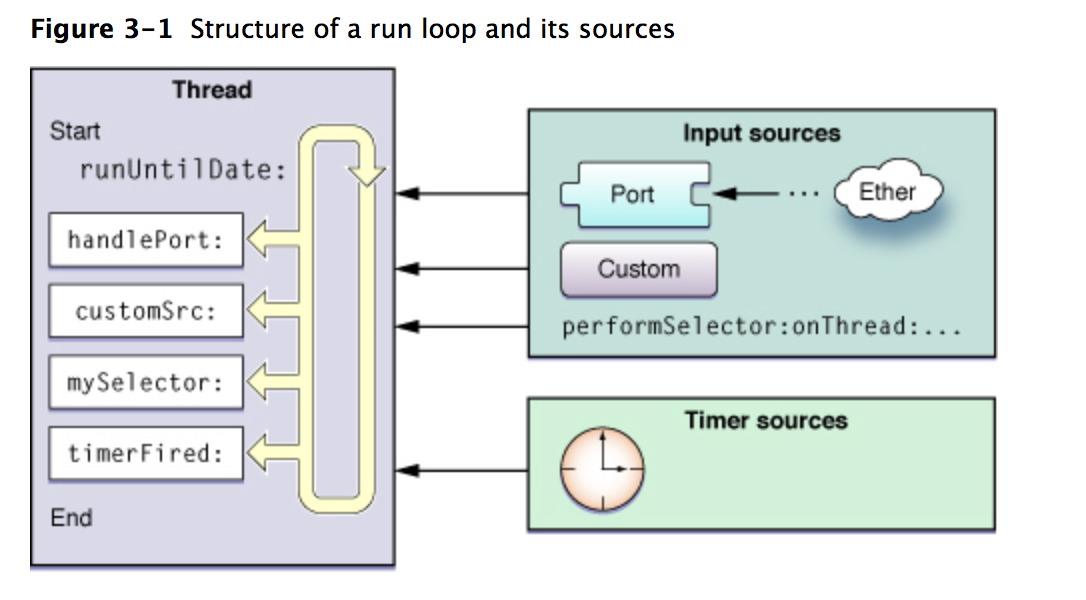 Figure 3-1 Structure of a run loop and its sources
Thread
Start
runUntilDate:
handlePort:
customSrc:
mySelector:
timerFired:
End
Input sources
Port
...
Ether
Custom
performSelector:onThread:...
Timer sources